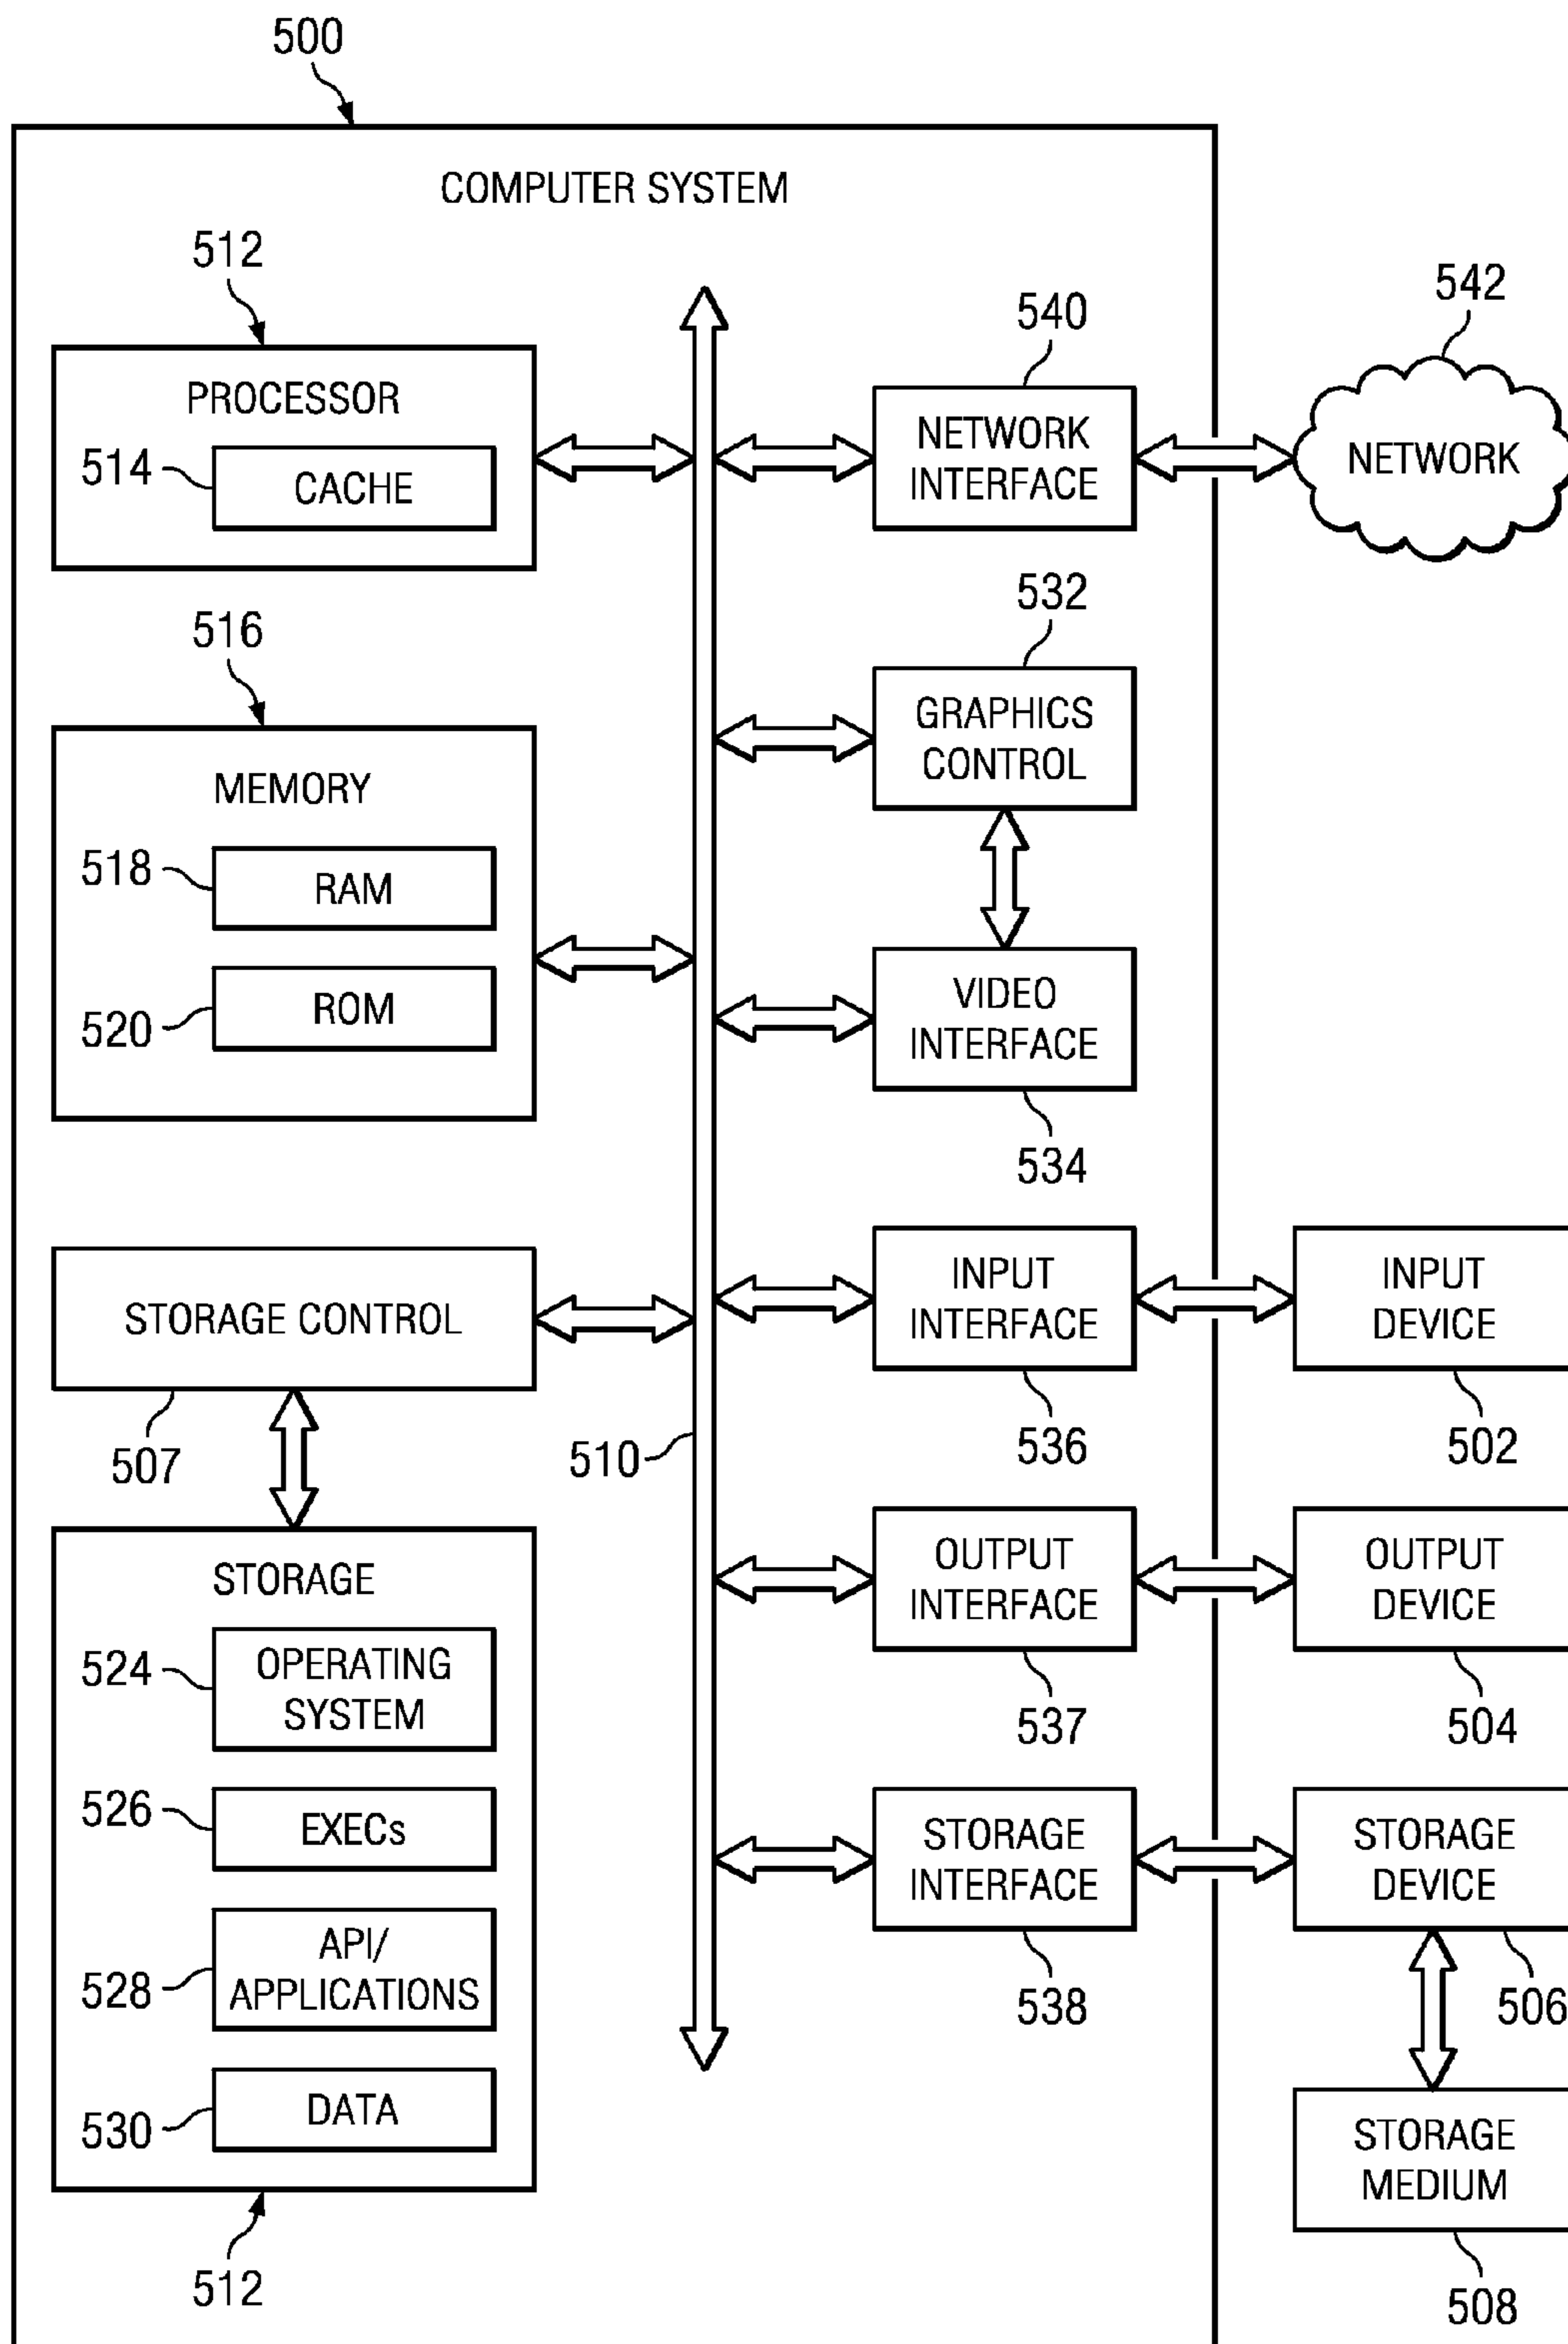 500
COMPUTER SYSTEM
512
PROCESSOR
514
CACHE
540
NETWORK
INTERFACE
542
NETWORK
516
MEMORY
518
RAM
520
ROM
532
GRAPHICS
CONTROL
VIDEO
INTERFACE
534
STORAGE CONTROL
507
510
INPUT
INTERFACE
536
INPUT
DEVICE
502
STORAGE
524
OPERATING
SYSTEM
526
EXECs
528
API/
APPLICATIONS
530
DATA
512
OUTPUT
INTERFACE
537
OUTPUT
DEVICE
504
STORAGE
INTERFACE
538
STORAGE
DEVICE
506
STORAGE
MEDIUM
508